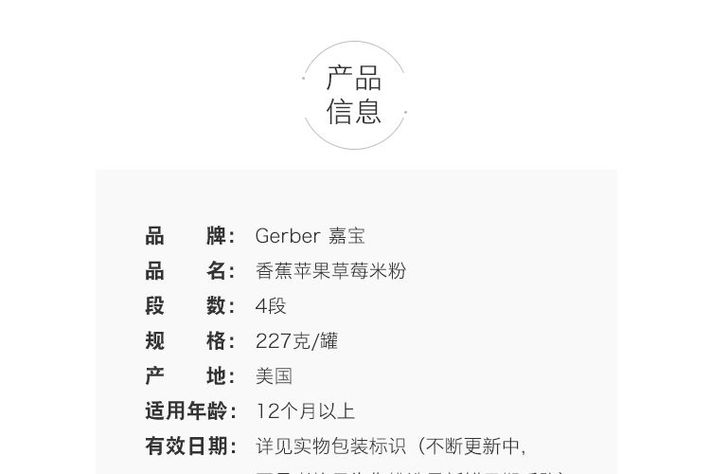 产品
信息
品 牌： Gerber 嘉宝
品 名： 香蕉苹果草莓米粉
段 数： 4段
规 格： 227克/罐
产 地： 美国
适用年龄： 12个月以上
有效日期： 详见实物包装标识（不断更新中,